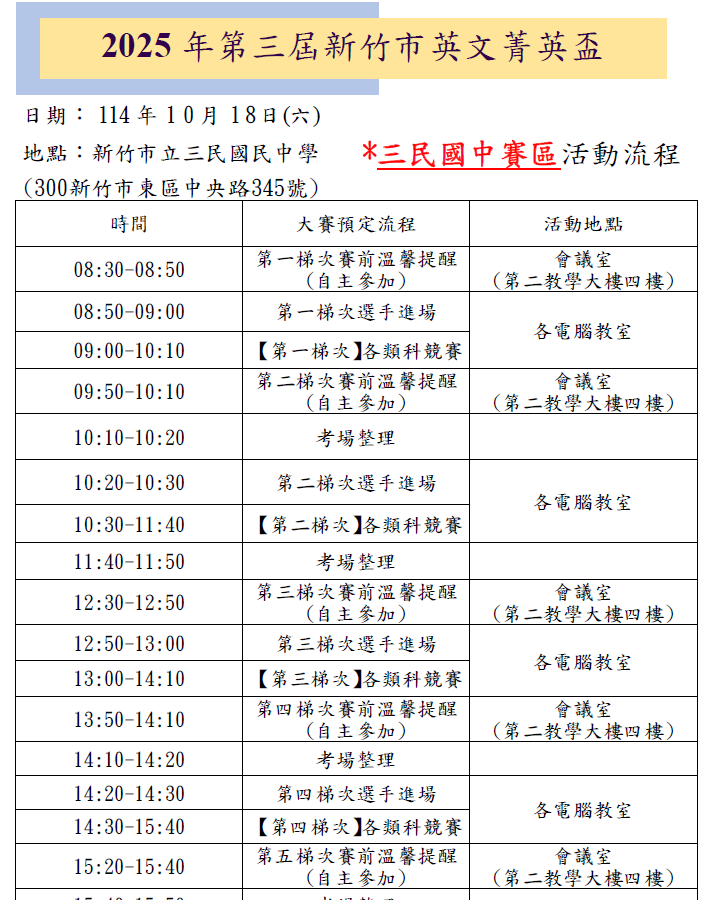 2025 年第三屆新竹市英文菁英盃
日期： 114 年 1 0 月 1 8 日(六)
地點：新竹市立三民國民中學
（300新竹市東區中央路345號）
*三民國中賽區活動流程
時間 大賽預定流程 活動地點
08:30-08:50 第一梯次賽前溫馨提醒 會議室
（自主參加） （第二教學大樓四樓）
08:50-09:00 第一梯次選手進場
各電腦教室
09:00-10:10 【第一梯次】各類科競賽
09:50-10:10 第二梯次賽前溫馨提醒 會議室
（自主參加） （第二教學大樓四樓）
10:10-10:20 考場整理
10:20-10:30 第二梯次選手進場
各電腦教室
10:30-11:40 【第二梯次】各類科競賽
11:40-11:50 考場整理
12:30-12:50 第三梯次賽前溫馨提醒 會議室
（自主參加） （第二教學大樓四樓）
12:50-13:00 第三梯次選手進場
各電腦教室
13:00-14:10 【第三梯次】各類科競賽
13:50-14:10 第四梯次賽前溫馨提醒 會議室
（自主參加） （第二教學大樓四樓）
14:10-14:20 考場整理
14:20-14:30 第四梯次選手進場
各電腦教室
14:30-15:40 【第四梯次】各類科競賽
15:20-15:40 第五梯次賽前溫馨提醒 會議室
（自主參加） （第二教學大樓四樓）